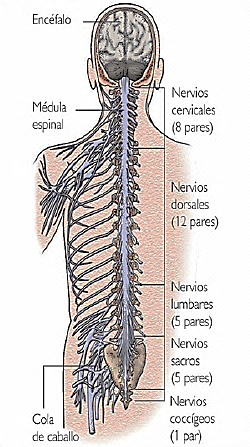 Encéfalo
Médula
espinal
Nervios
cervicales
(8 pares)
Nervios
dorsales
(12 pares)
Nervios
lumbares
(5 pares)
Nervios
sacros
(5 pares)
Nervios
coccígeos
(1 par)
Cola
de caballo